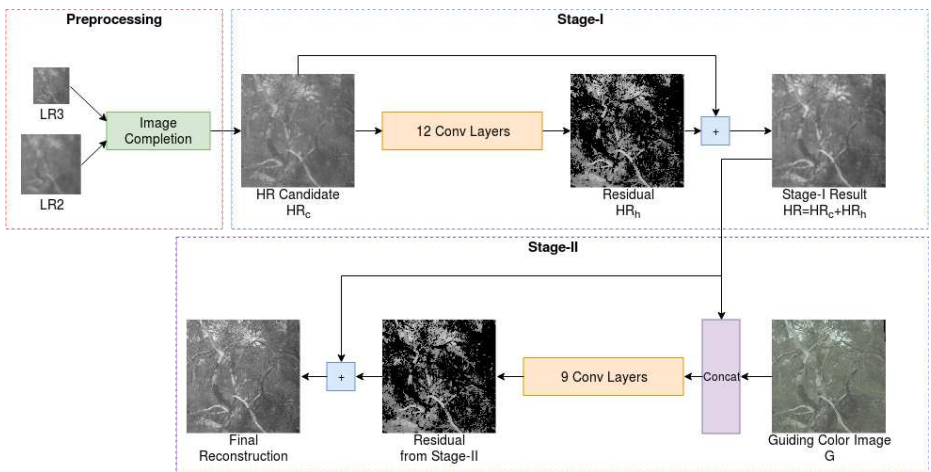 Preprocessing
LR3
LR2
Image
Completion
Stage-I
HR Candidate
HRc
12 Conv Layers
Residual
HRh
+
Stage-I Result
HR=HRc+HRh
Stage-II
Final
Reconstruction
+
Residual
from Stage-II
9 Conv Layers
Concat
Guiding Color Image
G